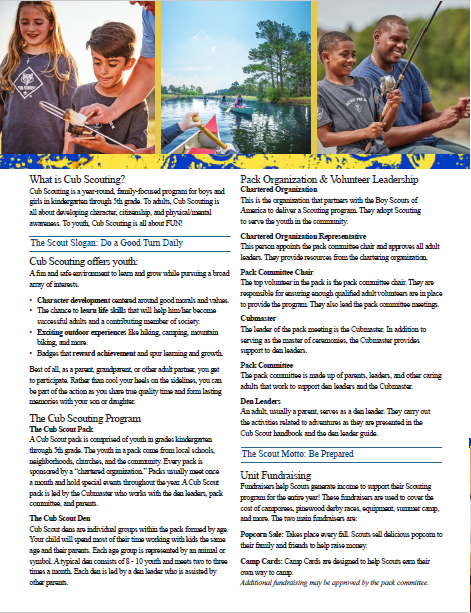 What is Cub Scouting?
Cub Scouting is a year-round, family-focused program for boys and
girls in kindergarten through 5th grade. To adults, Cub Scouting is
all about developing character, citizenship, and physical/mental
awareness. To youth, Cub Scouting is all about FUN!
The Scout Slogan: Do a Good Turn Daily
Cub Scouting offers youth:
A fun and safe environment to learn and grow while pursuing a broad
array of interests.
• Character development centered around good morals and values.
• The chance to learn life skills that will help him/her become
successful adults and a contributing member of society.
• Exciting outdoor experiences like hiking, camping, mountain
biking, and more.
• Badges that reward achievement and spur learning and growth.
Best of all, as a parent, grandparent, or other adult partner, you get
to participate. Rather than cool your heels on the sidelines, you can
be part of the action as you share true quality time and form lasting
memories with your son or daughter.
The Cub Scouting Program
The Cub Scout Pack
A Cub Scout pack is comprised of youth in grades kindergarten
through 5th grade. The youth in a pack come from local schools,
neighborhoods, churches, and the community. Every pack is
sponsored by a "chartered organization." Packs usually meet once
a month and hold special events throughout the year. A Cub Scout
pack is led by the Cubmaster who works with the den leaders, pack
committee, and parents.
The Cub Scout Den
Cub Scout dens are individual groups within the pack formed by age.
Your child will spend most of their time working with kids the same
age and their parents. Each age group is represented by an animal or
symbol. A typical den consists of 8 - 10 youth and meets two to three
times a month. Each den is led by a den leader who is assisted by
other parents.
Pack Organization & Volunteer Leadership
Chartered Organization
This is the organization that partners with the Boy Scouts of
America to deliver a Scouting program. They adopt Scouting
to serve the youth in the community.
Chartered Organization Representative
This person appoints the pack committee chair and approves all adult
leaders. They provide resources from the chartering organization.
Pack Committee Chair
The top volunteer in the pack is the pack committee chair. They are
responsible for ensuring enough qualified adult volunteers are in place
to provide the program. They also lead the pack committee meetings.
Cubmaster
The leader of the pack meeting is the Cubmaster. In addition to
serving as the master of ceremonies, the Cubmaster provides
support to den leaders.
Pack Committee
The pack committee is made up of parents, leaders, and other caring
adults that work to support den leaders and the Cubmaster.
Den Leaders
An adult, usually a parent, serves as a den leader. They carry out
the activities related to adventures as they are presented in the
Cub Scout handbook and the den leader guide.
The Scout Motto: Be Prepared
Unit Fundraising
Fundraisers help Scouts generate income to support their Scouting
program for the entire year! These fundraisers are used to cover the
cost of camporees, pinewood derby races, equipment, summer camp,
and more. The two main fundraisers are:
Popcorn Sale: Takes place every fall. Scouts sell delicious popcorn to
their family and friends to help raise money.
Camp Cards: Camp Cards are designed to help Scouts earn their
own way to camp.
Additional fundraising may be approved by the pack committee.